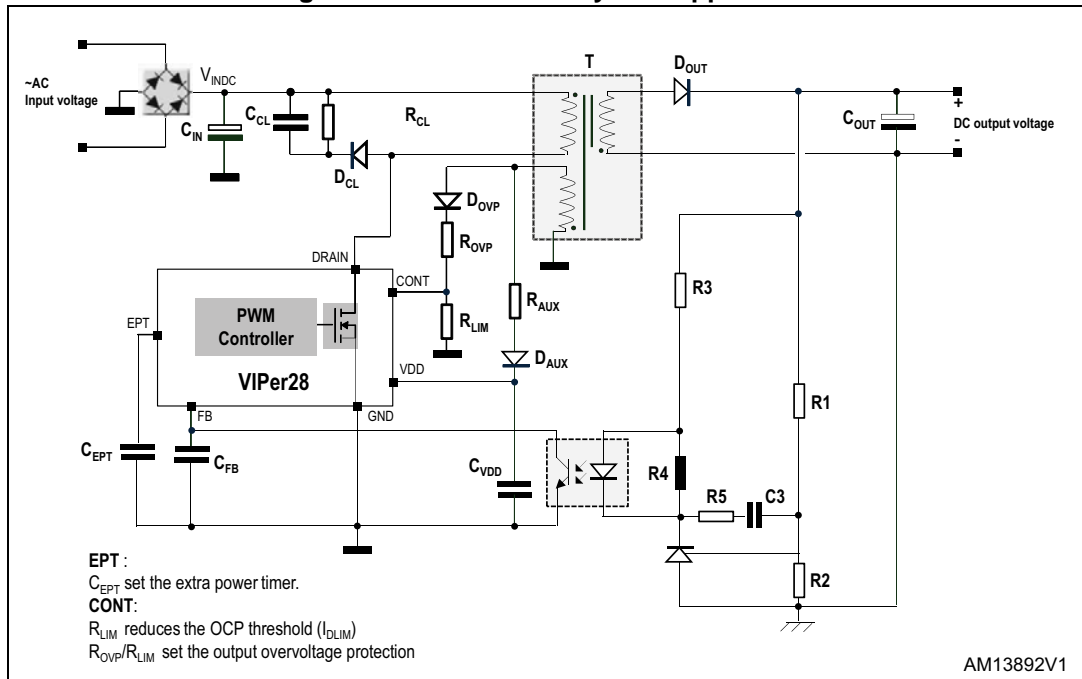 ~AC
Input voltage
V_INDC
C_IN
C_CL
R_CL
D_CL
T
D_OUT
C_OUT
+
DC output voltage
-
D_OVP
R_OVP
DRAIN
CONT
R_LIM
R_AUX
D_AUX
R3
PWM
Controller
EPT
VIPer28
VDD
FB
GND
R1
C_EPT
C_FB
C_VDD
R4
R5
C3
R2
EPT :
C_EPT set the extra power timer.
CONT:
R_LIM reduces the OCP threshold (I_DLIM)
R_OVP/R_LIM set the output overvoltage protection
AM13892V1